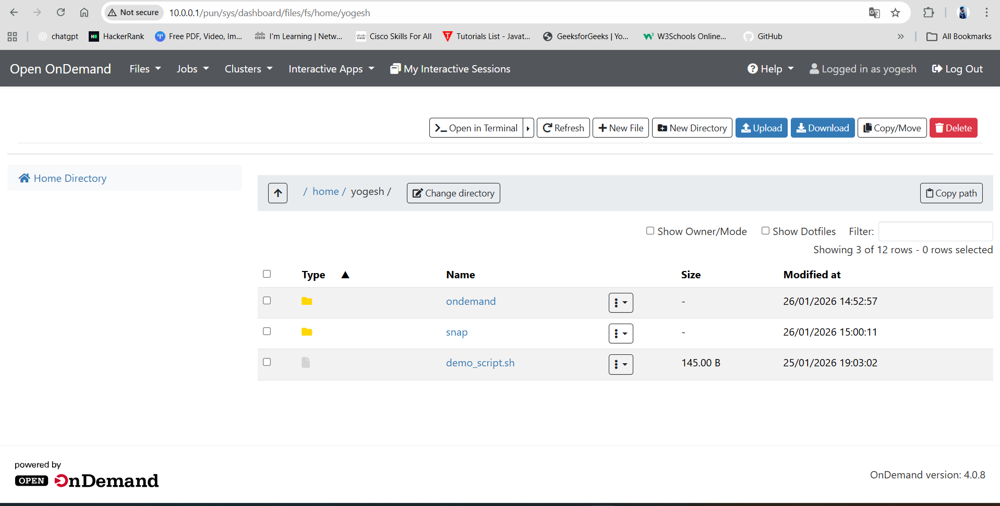 Not secure 10.0.0.1/pun/sys/dashboard/files/fs/home/yogesh
chatgpt HackerRank Free PDF, Video, Im... I'm Learning | Netw... Cisco Skills For All Tutorials List - Javat... GeeksforGeeks | Yo... W3Schools Online... GitHub » All Bookmarks
Open OnDemand Files Jobs Clusters Interactive Apps My Interactive Sessions Help Logged in as yogesh Log Out
Open in Terminal Refresh New File New Directory Upload Download Copy/Move Delete
Home Directory
/ home / yogesh / Change directory Copy path
Show Owner/Mode Show Dotfiles Filter:
Showing 3 of 12 rows - 0 rows selected
Type Name Size Modified at
ondemand - 26/01/2026 14:52:57
snap - 26/01/2026 15:00:11
demo_script.sh 145.00 B 25/01/2026 19:03:02
powered by
OPEN OnDemand
OnDemand version: 4.0.8